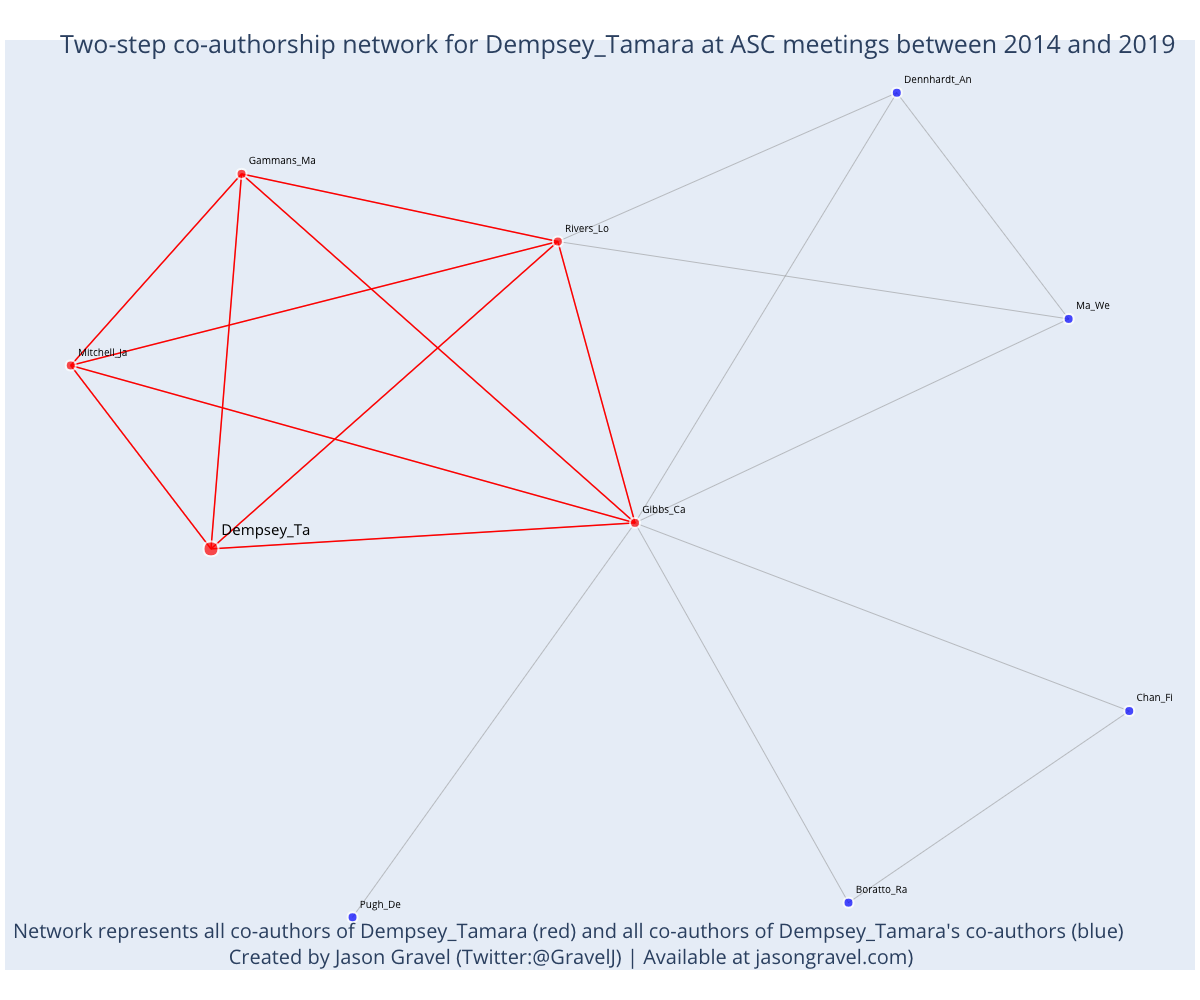 Two-step co-authorship network for Dempsey_Tamara at ASC meetings between 2014 and 2019
Dennhardt_An
Gammans_Ma
Rivers_Lo
Ma_We
Mitchell_Ja
Gibbs_Ca
Dempsey_Ta
Chan_Fi
Boratto_Ra
Pugh_De
Network represents all co-authors of Dempsey_Tamara (red) and all co-authors of Dempsey_Tamara's co-authors (blue)
Created by Jason Gravel (Twitter:@GravelJ) | Available at jasongravel.com)